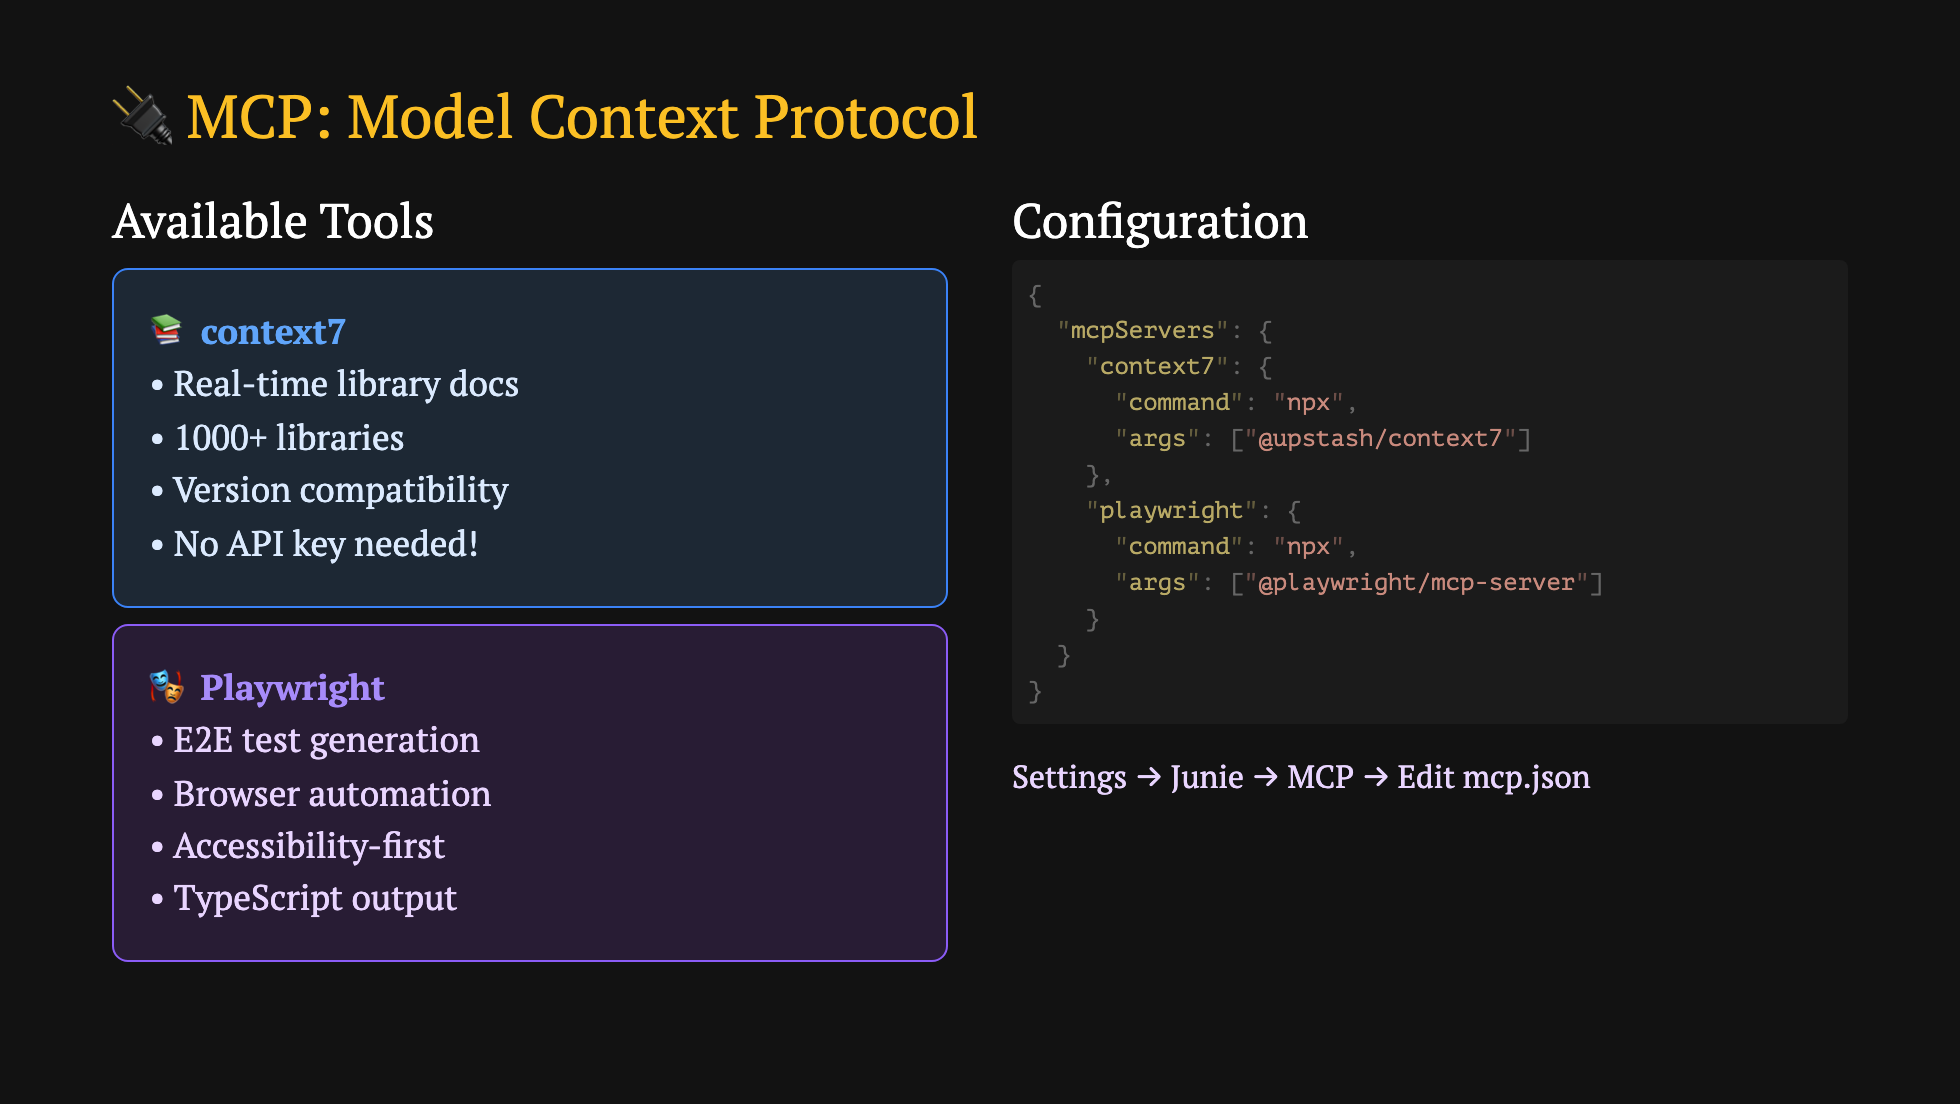 MCP: Model Context Protocol
Available Tools
context7
• Real-time library docs
• 1000+ libraries
• Version compatibility
• No API key needed!
Playwright
• E2E test generation
• Browser automation
• Accessibility-first
• TypeScript output
Configuration
{
  "mcpServers": {
    "context7": {
      "command": "npx",
      "args": ["@upstash/context7"]
    },
    "playwright": {
      "command": "npx",
      "args": ["@playwright/mcp-server"]
    }
  }
}
Settings → Junie → MCP → Edit mcp.json